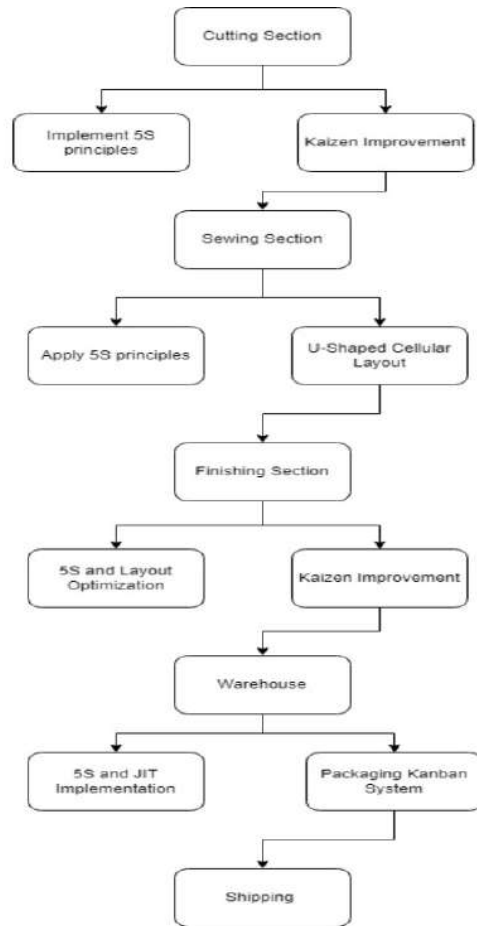 Cutting Section
Implement 5S
principles
Kaizen Improvement
Sewing Section
Apply 5S principles
U-Shaped Cellular
Layout
Finishing Section
5S and Layout
Optimization
Kaizen Improvement
Warehouse
5S and JIT
Implementation
Packaging Kanban
System
Shipping